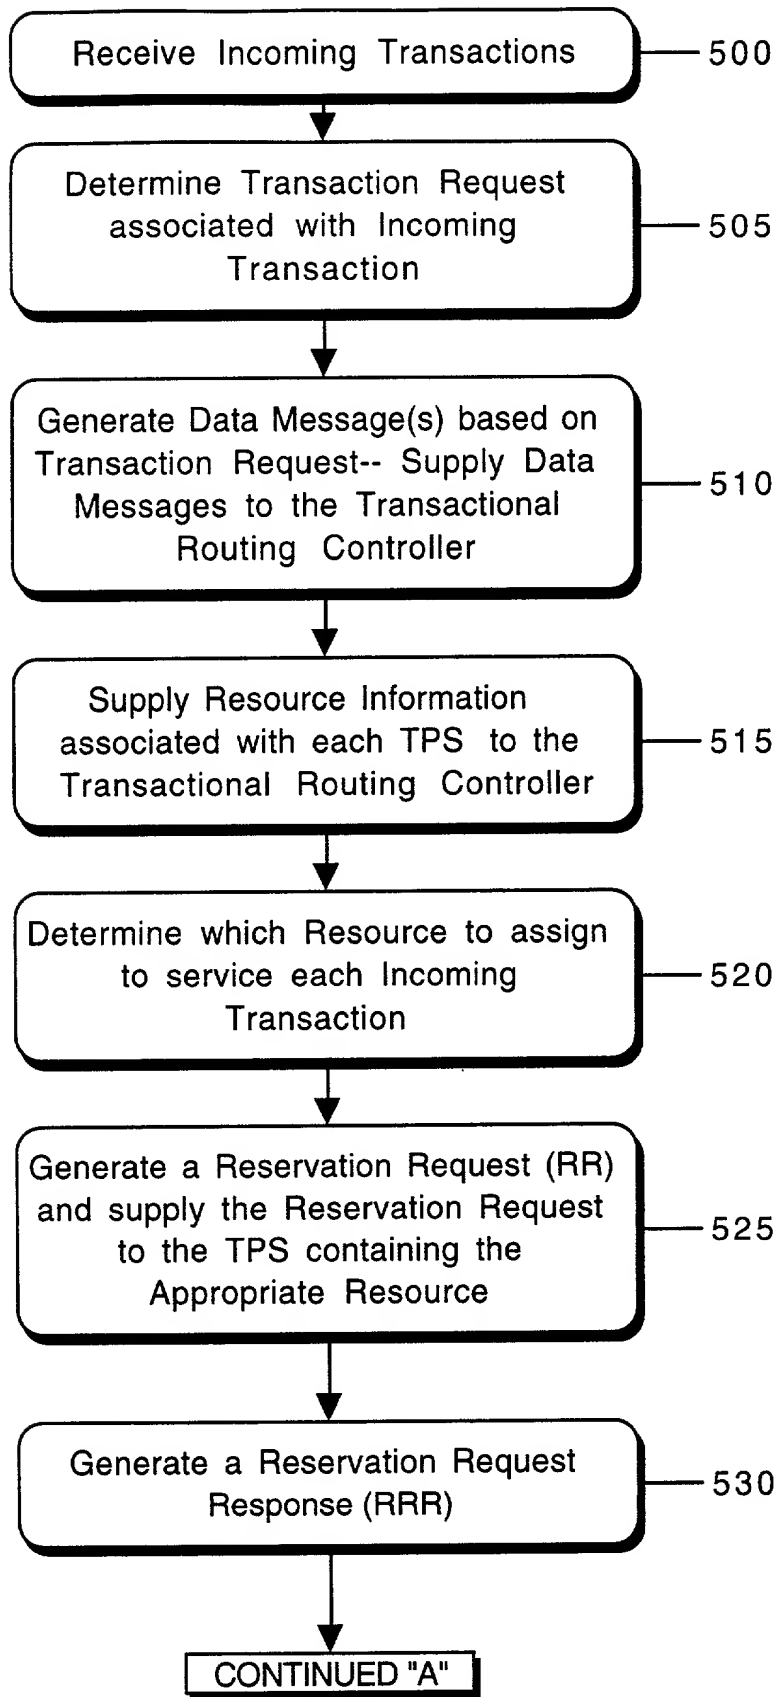 Receive Incoming Transactions
500
Determine Transaction Request
associated with Incoming
Transaction
505
Generate Data Message(s) based on
Transaction Request-- Supply Data
Messages to the Transactional
Routing Controller
510
Supply Resource Information
associated with each TPS to the
Transactional Routing Controller
515
Determine which Resource to assign
to service each Incoming
Transaction
520
Generate a Reservation Request (RR)
and supply the Reservation Request
to the TPS containing the
Appropriate Resource
525
Generate a Reservation Request
Response (RRR)
530
CONTINUED "A"